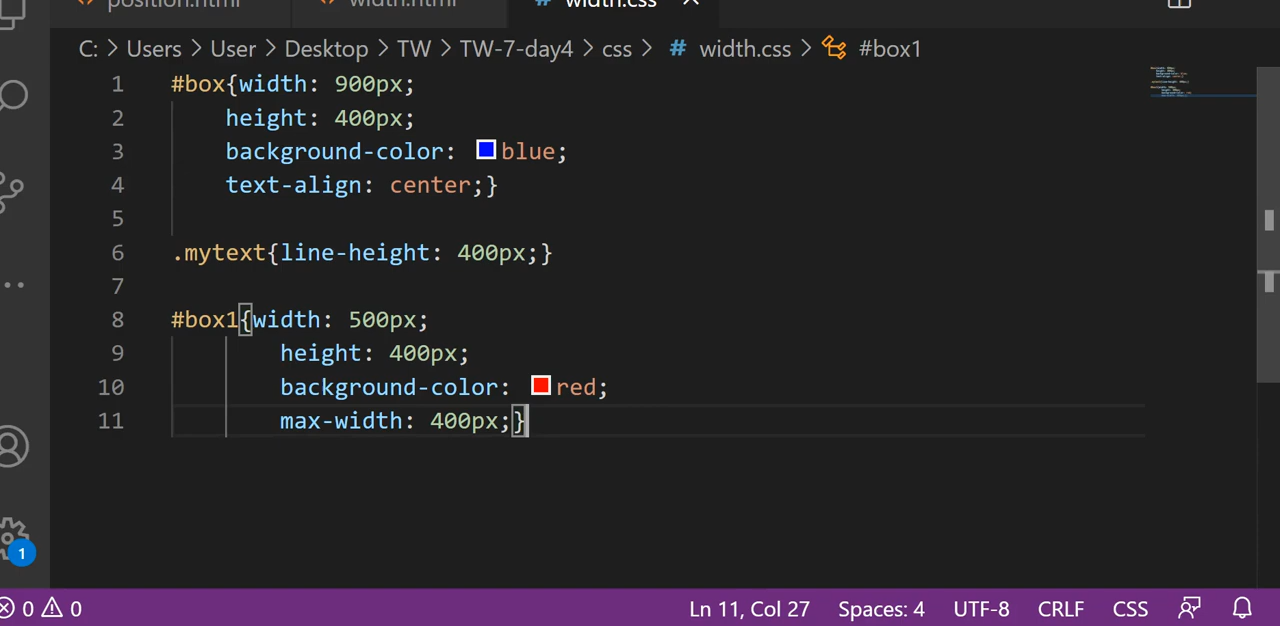 position.html width.html # width.css
C: > Users > User > Desktop > TW > TW-7-day4 > css > # width.css > #box1
1 #box{width: 900px;
2 height: 400px;
3 background-color: blue;
4 text-align: center;}
5
6 .mytext{line-height: 400px;}
7
8 #box1{width: 500px;
9 height: 400px;
10 background-color: red;
11 max-width: 400px;}
1
0 0 Ln 11, Col 27 Spaces: 4 UTF-8 CRLF CSS